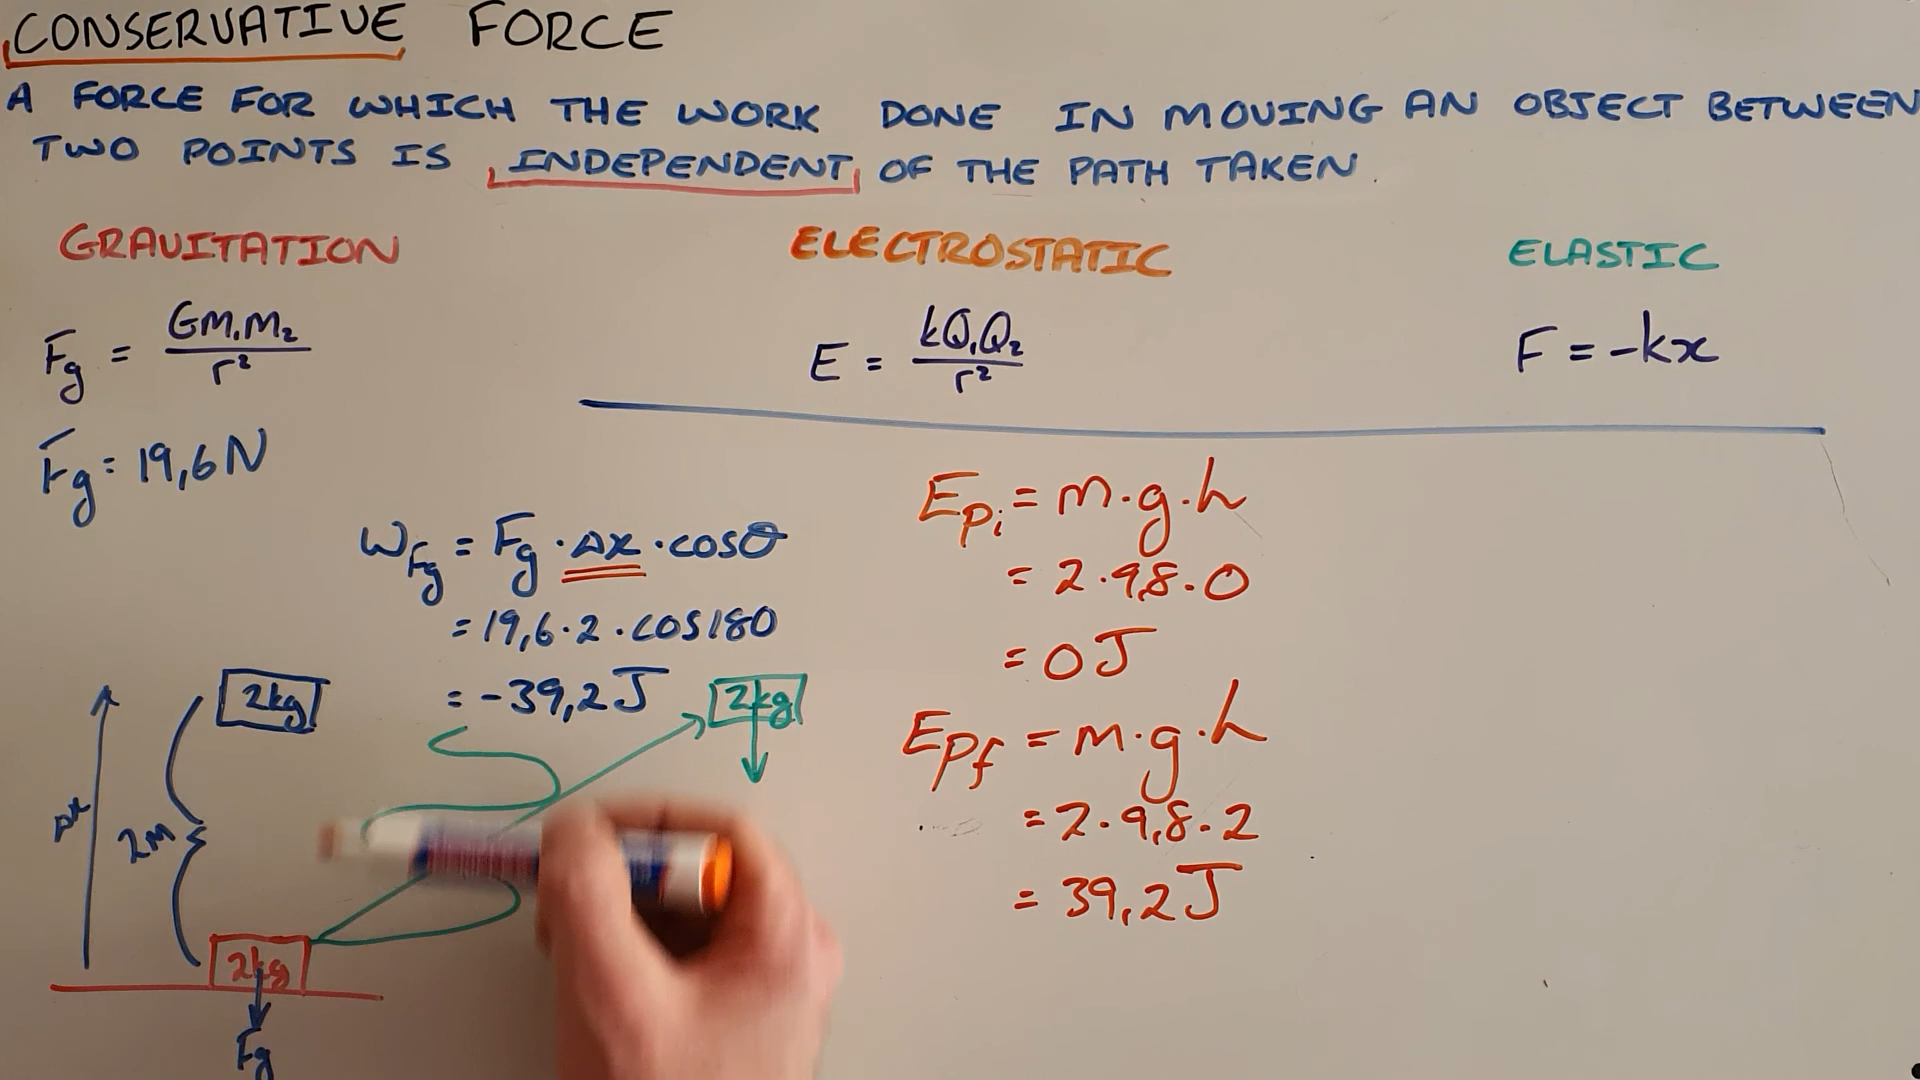 CONSERVATIVE FORCE
A FORCE FOR WHICH THE WORK DONE IN MOVING AN OBJECT BETWEEN
TWO POINTS IS INDEPENDENT OF THE PATH TAKEN.
GRAVITATION
Fg = GM₁M₂/r²
Fg = 19,6N
ELECTROSTATIC
E = kQ₁Q₂/r²
ELASTIC
F = -kx
WFg = Fg · Δx · cosθ
= 19,6 · 2 · cos180
= -39,2J
2kg
2kg
Δx
2M
2kg
Fg
Epi = m·g·h
= 2·9,8·0
= 0J
Epf = m·g·h
= 2·9,8·2
= 39,2J